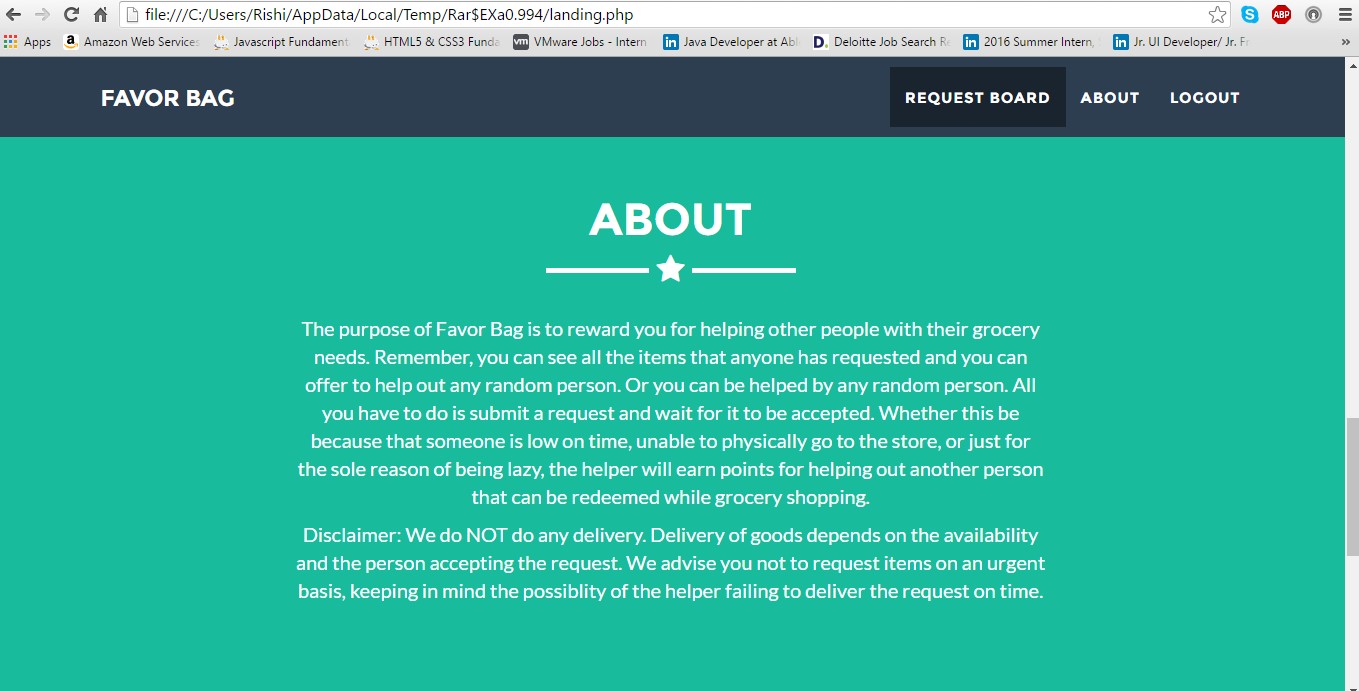 file:///C:/Users/Rishi/AppData/Local/Temp/Rar$EXa0.994/landing.php
ABP
Apps Amazon Web Services Javascript Fundament HTML5 & CSS3 Funda vm VMware Jobs - Intern in Java Developer at Abl D. Deloitte Job Search Re in 2016 Summer Intern, in Jr. UI Developer/ Jr. Fr »
FAVOR BAG REQUEST BOARD ABOUT LOGOUT
ABOUT
The purpose of Favor Bag is to reward you for helping other people with their grocery
needs. Remember, you can see all the items that anyone has requested and you can
offer to help out any random person. Or you can be helped by any random person. All
you have to do is submit a request and wait for it to be accepted. Whether this be
because that someone is low on time, unable to physically go to the store, or just for
the sole reason of being lazy, the helper will earn points for helping out another person
that can be redeemed while grocery shopping.
Disclaimer: We do NOT do any delivery. Delivery of goods depends on the availability
and the person accepting the request. We advise you not to request items on an urgent
basis, keeping in mind the possiblity of the helper failing to deliver the request on time.